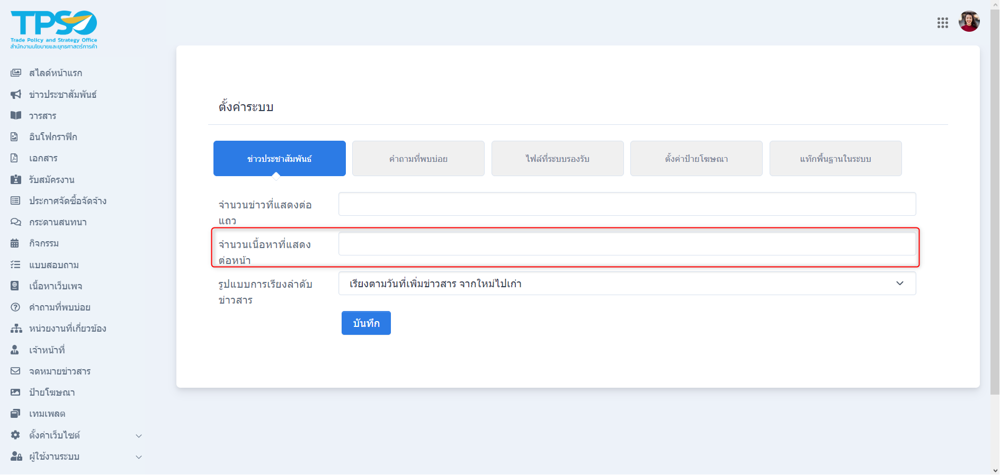 TPSO
Trade Policy and Strategy Office
สำนักงานนโยบายและยุทธศาสตร์การค้า
สไลด์หน้าแรก
ข่าวประชาสัมพันธ์
วารสาร
อินโฟกราฟิก
เอกสาร
รับสมัครงาน
ประกาศจัดซื้อจัดจ้าง
กระดานสนทนา
กิจกรรม
แบบสอบถาม
เนื้อหาเว็บเพจ
คำถามที่พบบ่อย
หน่วยงานที่เกี่ยวข้อง
เจ้าหน้าที่
จดหมายข่าวสาร
ป้ายโฆษณา
เทมเพลต
ตั้งค่าเว็บไซต์
ผู้ใช้งานระบบ
ตั้งค่าระบบ
ข่าวประชาสัมพันธ์
คำถามที่พบบ่อย
ไฟล์ที่ระบบรองรับ
ตั้งค่าป้ายโฆษณา
แท๊กพื้นฐานในระบบ
จำนวนข่าวที่แสดงต่อ
แถว
จำนวนเนื้อหาที่แสดง
ต่อหน้า
รูปแบบการเรียงลำดับ
ข่าวสาร
เรียงตามวันที่เพิ่มข่าวสาร จากใหม่ไปเก่า
บันทึก